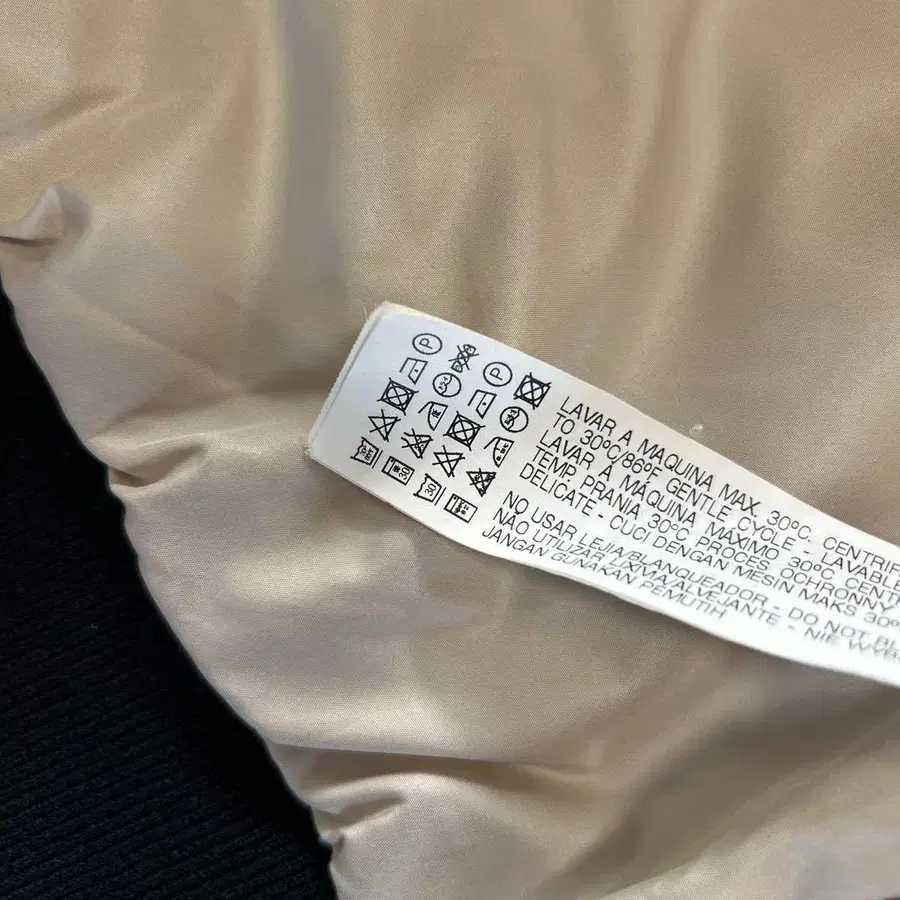 LAVAR A MAQUINA MAX. 30ºC. CENTRIF
TO 30ºC/86ºF GENTLE CYCLE - LAVABLE
LAVAR À MÁQUINA MÁXIMO 30ºC CENT
TEMP. PRANIA 30ºC PROCES OCHRONNY
DELICATE - CUCI DENGAN MESIN MAKS 30º
NO USAR LEJIA/BLANQUEADOR - DO NOT BL
NÃO UTILIZAR LIXIVIA/ALVEJANTE - NIE WYB
JANGAN GUNAKAN PEMUTIH